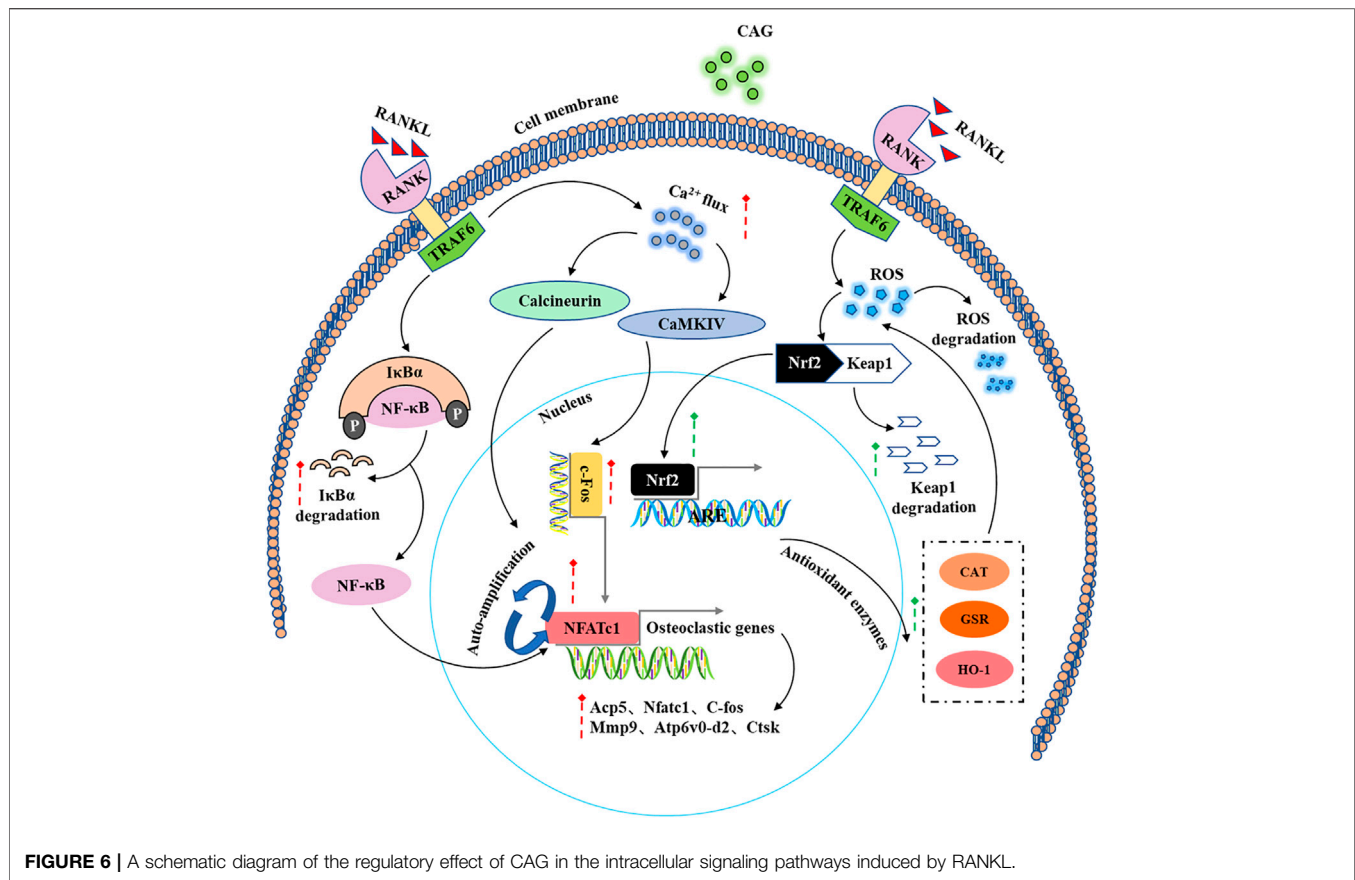 CAG
Cell membrane
RANKL
RANK
TRAF6
RANKL
RANK
TRAF6
Ca²⁺ flux
Calcineurin
CaMKIV
ROS
ROS
degradation
Nrf2
Keap1
IκBα
NF-κB
P
P
IκBα
degradation
NF-κB
Nucleus
c-Fos
Nrf2
ARE
Keap1
degradation
Auto-amplification
NFATc1
Osteoclastic genes
Antioxidant enzymes
CAT
GSR
HO-1
Acp5、Nfatc1、C-fos
Mmp9、Atp6v0-d2、Ctsk
FIGURE 6 | A schematic diagram of the regulatory effect of CAG in the intracellular signaling pathways induced by RANKL.